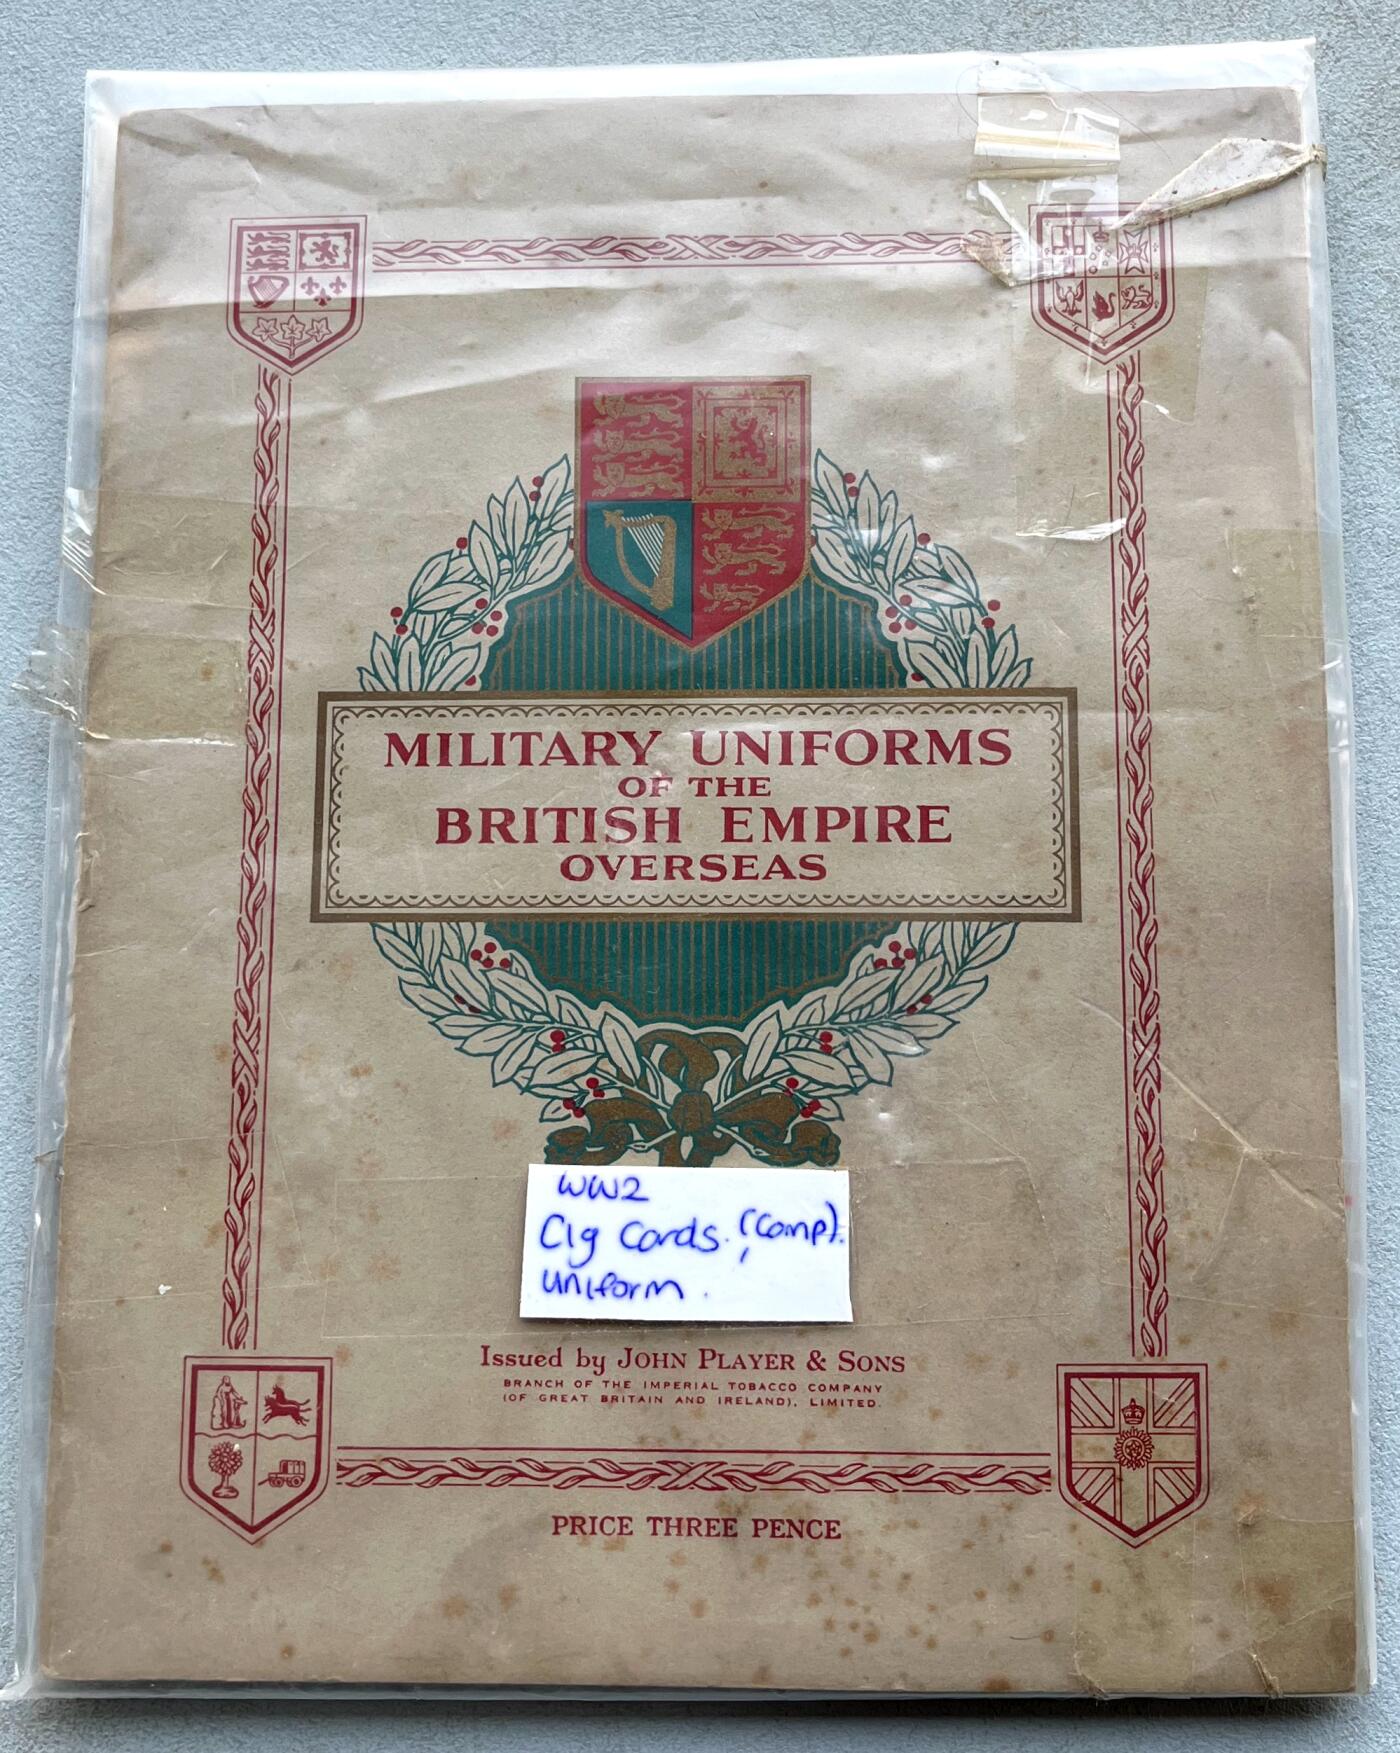 MILITARY UNIFORMS
OF THE
BRITISH EMPIRE
OVERSEAS
WW2
Cig Cards. (Comp).
Uniform.
Issued by JOHN PLAYER & SONS
BRANCH OF THE IMPERIAL TOBACCO COMPANY
(OF GREAT BRITAIN AND IRELAND), LIMITED.
PRICE THREE PENCE